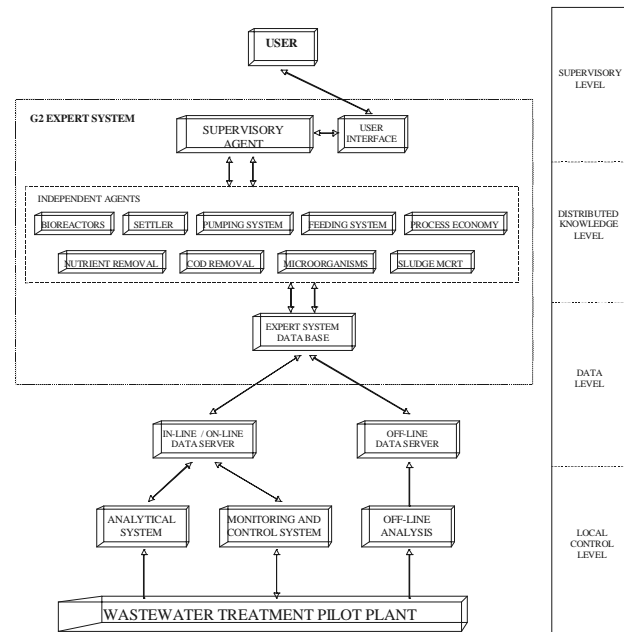 USER
SUPERVISORY
LEVEL
G2 EXPERT SYSTEM
SUPERVISORY
AGENT
USER
INTERFACE
INDEPENDENT AGENTS
BIOREACTORS
SETTLER
PUMPING SYSTEM
FEEDING SYSTEM
PROCESS ECONOMY
DISTRIBUTED
KNOWLEDGE
LEVEL
NUTRIENT REMOVAL
COD REMOVAL
MICROORGANISMS
SLUDGE MCRT
EXPERT SYSTEM
DATA BASE
DATA
LEVEL
IN-LINE / ON-LINE
DATA SERVER
OFF-LINE
DATA SERVER
ANALYTICAL
SYSTEM
MONITORING AND
CONTROL SYSTEM
OFF-LINE
ANALYSIS
LOCAL
CONTROL
LEVEL
WASTEWATER TREATMENT PILOT PLANT